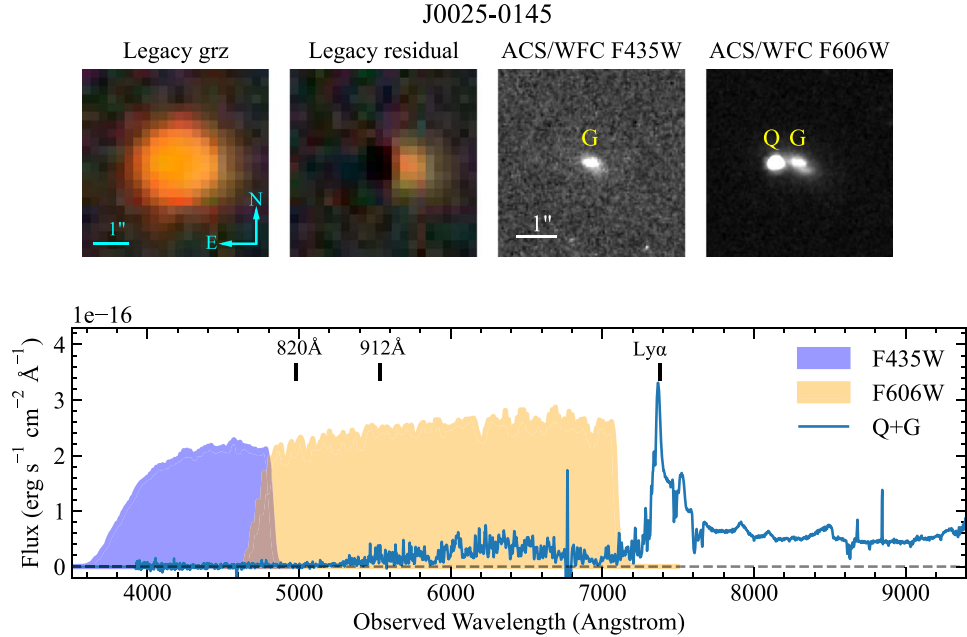 J0025-0145
Legacy grz
Legacy residual
ACS/WFC F435W
ACS/WFC F606W
1"
N
E
G
1"
Q G
1e−16
820Å
912Å
Lyα
F435W
F606W
Q+G
4
3
2
1
0
Flux (erg s⁻¹ cm⁻² Å⁻¹)
4000 5000 6000 7000 8000 9000
Observed Wavelength (Angstrom)